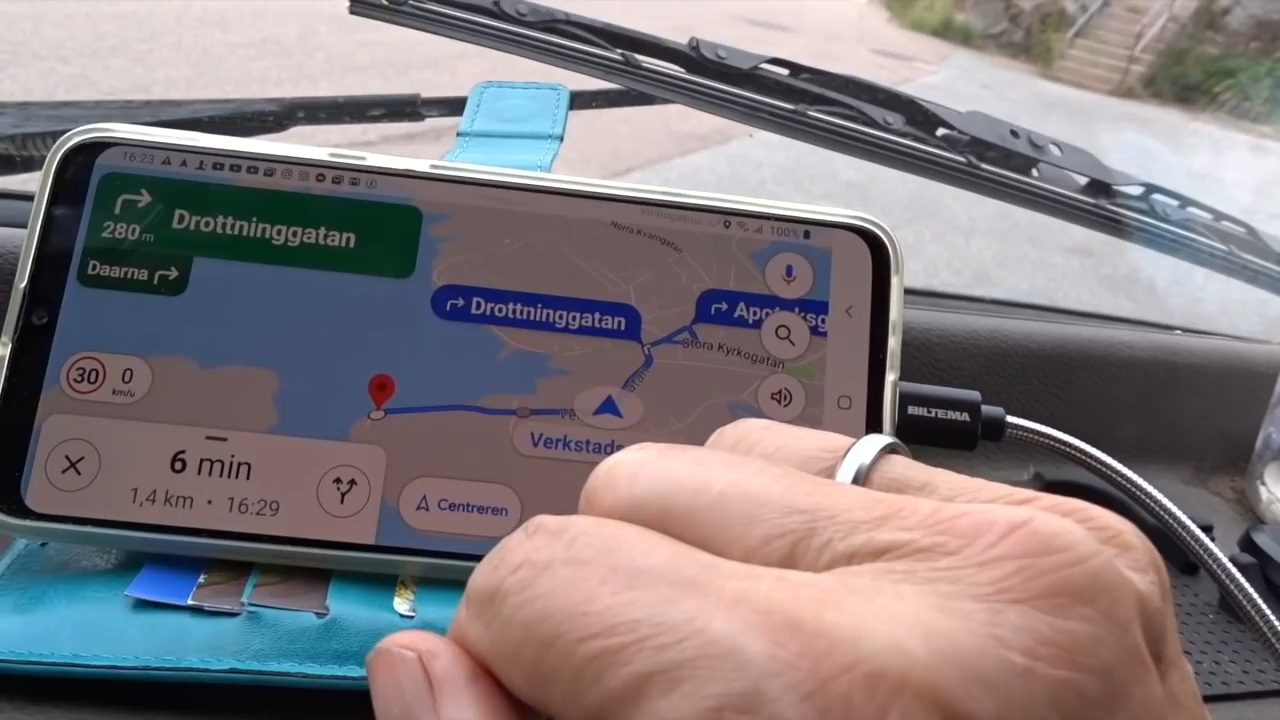 16:23
100%
280 m
Drottninggatan
Daarna
Norra Kvarngatan
Drottninggatan
Stora Kyrkogatan
30
0
km/u
Verkstads
6 min
1,4 km • 16:29
Centreren
BILTEMA